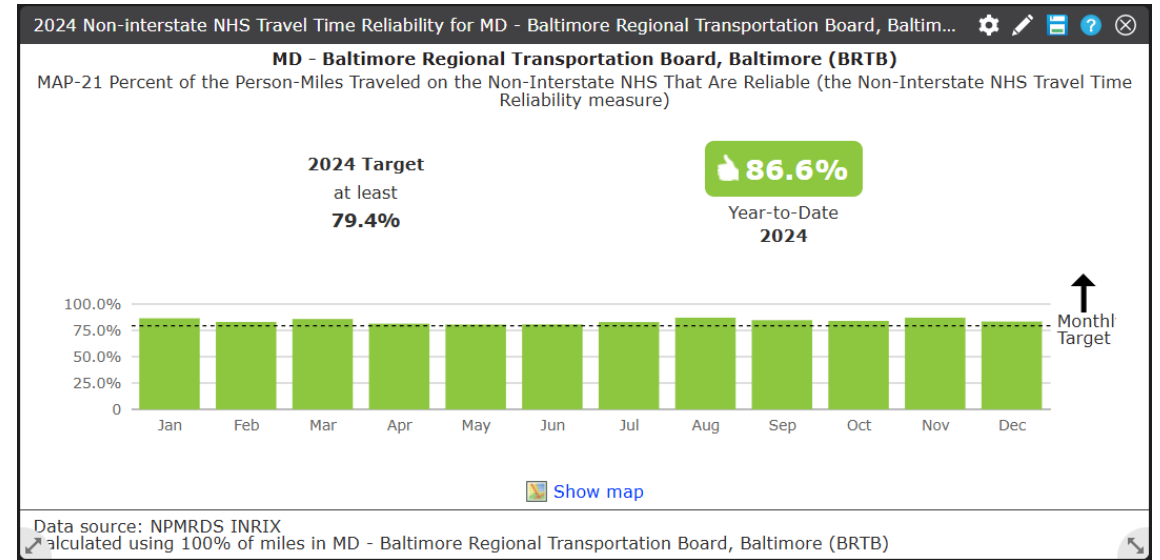 2024 Non-interstate NHS Travel Time Reliability for MD - Baltimore Regional Transportation Board, Baltim...
MD - Baltimore Regional Transportation Board, Baltimore (BRTB)
MAP-21 Percent of the Person-Miles Traveled on the Non-Interstate NHS That Are Reliable (the Non-Interstate NHS Travel Time
Reliability measure)
2024 Target
at least
79.4%
86.6%
Year-to-Date
2024
100.0%
75.0%
50.0%
25.0%
0
Monthl
Target
Jan Feb Mar Apr May Jun Jul Aug Sep Oct Nov Dec
Show map
Data source: NPMRDS INRIX
alculated using 100% of miles in MD - Baltimore Regional Transportation Board, Baltimore (BRTB)